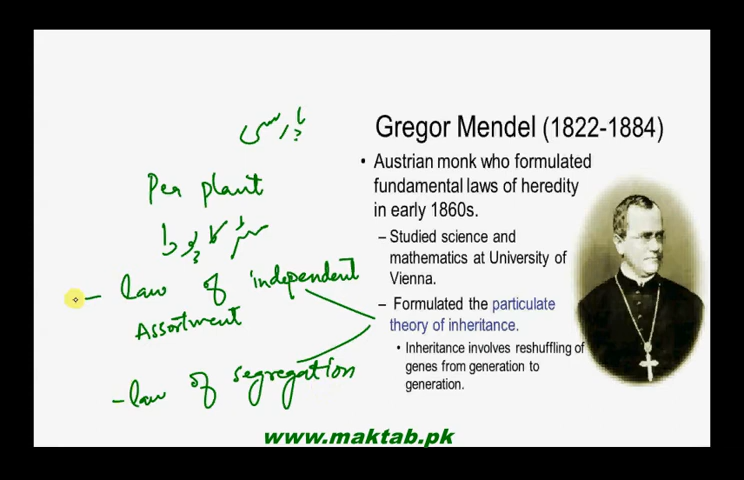 پارسی
Pea plant
مٹر کا پودا
– law of independent
Assortment
– law of segregation
Gregor Mendel (1822-1884)
• Austrian monk who formulated
fundamental laws of heredity
in early 1860s.
– Studied science and
mathematics at University of
Vienna.
– Formulated the particulate
theory of inheritance.
• Inheritance involves reshuffling of
genes from generation to
generation.
www.maktab.pk